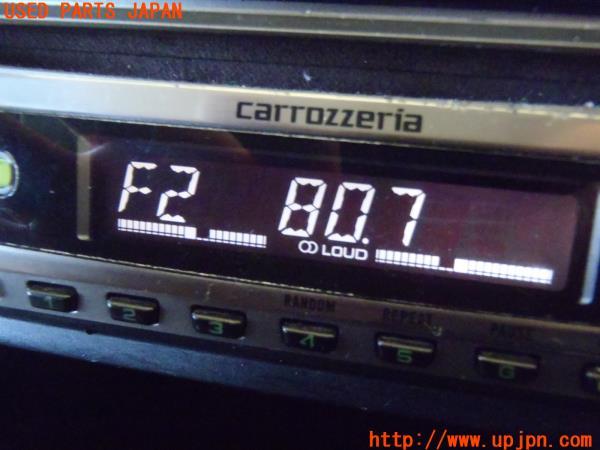 USED PARTS JAPAN
carrozzeria
F2 80.7
LOUD
RANDOM REPEAT PAUSE
1 2 3 4 5 6
http://www.upjpn.com